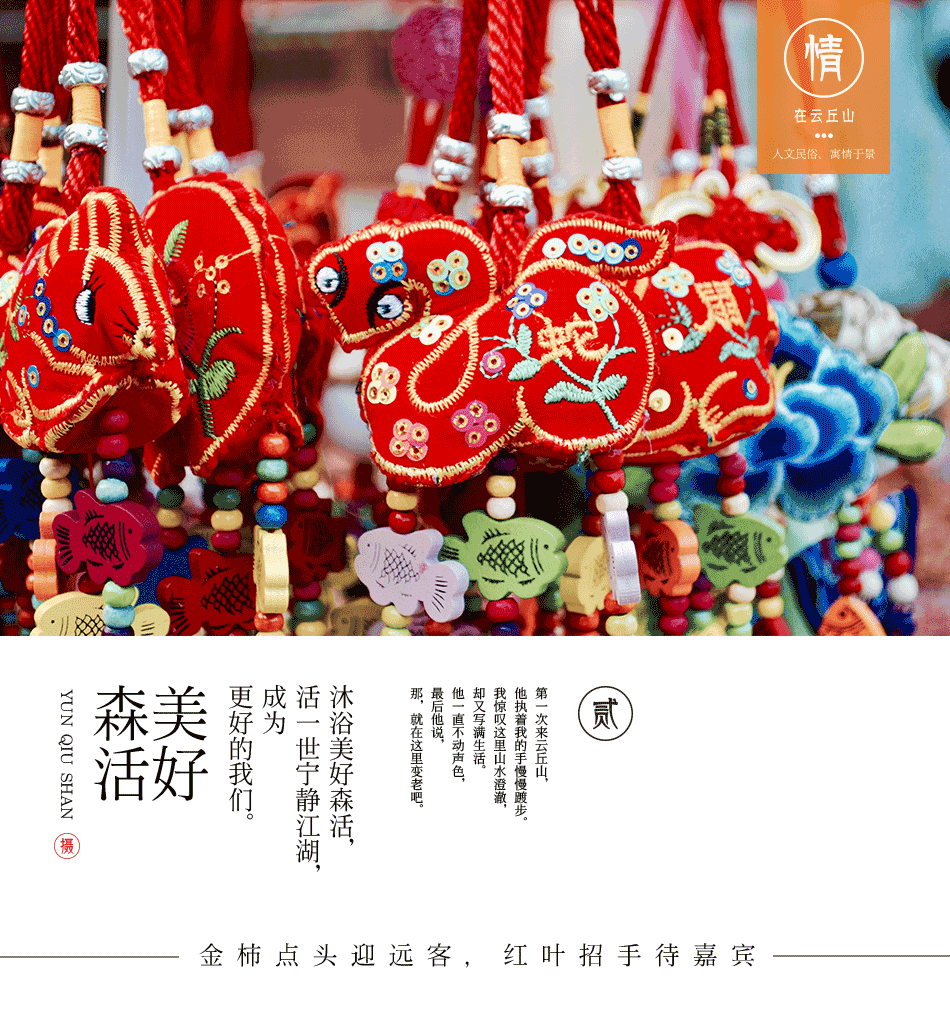 情
在云丘山
人文民俗、寓情于景
蛇
鼠
贰
第一次来云丘山，
他执着我的手慢慢踱步。
我惊叹这里山水澄澈，
却又写满生活。
他一直不动声色，
最后他说，
那，就在这里变老吧。
沐浴美好森活，
活一世宁静江湖，
成为
更好的我们。
美好
森活
YUN QIU SHAN
摄
金柿点头迎远客，红叶招手待嘉宾